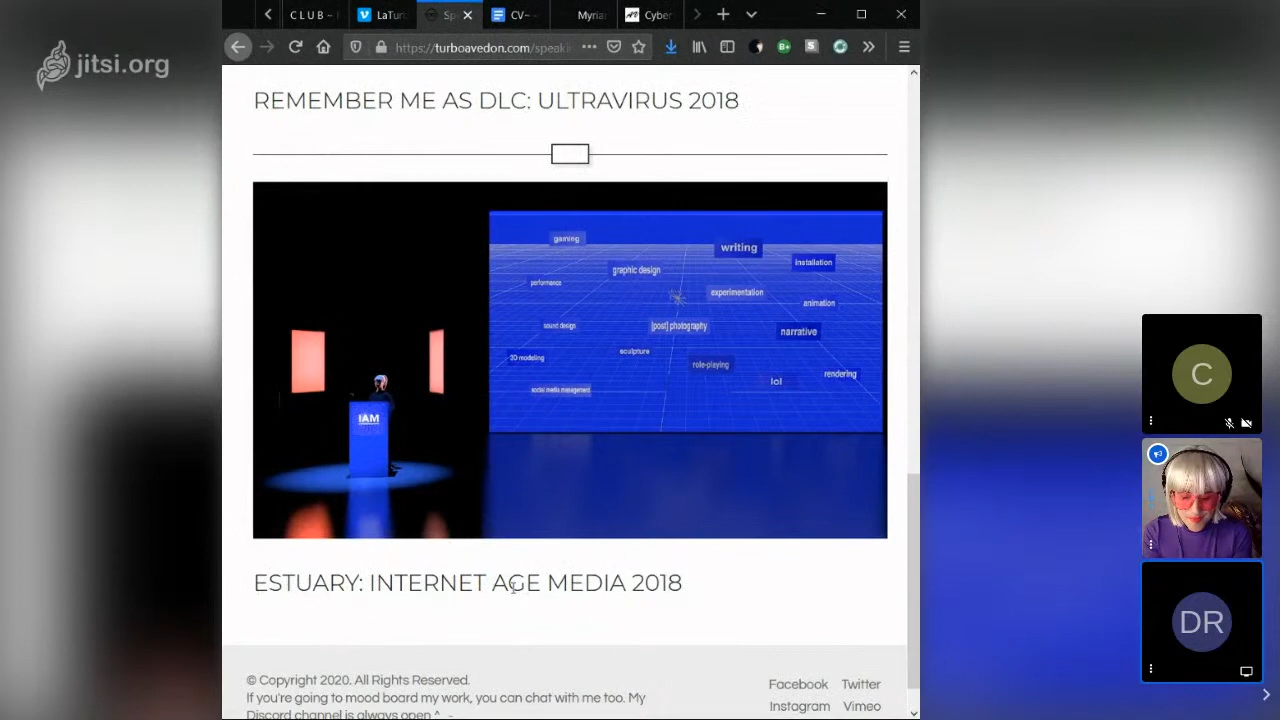 jitsi.org
C L U B ~
LaTur
Sp
CV~
Myria
Cyber
https://turboavedon.com/speaki
REMEMBER ME AS DLC: ULTRAVIRUS 2018
gaming
writing
installation
graphic design
performance
experimentation
animation
sound design
[post] photography
narrative
sculpture
3D modeling
role-playing
rendering
lol
social media management
IAM
ESTUARY: INTERNET AGE MEDIA 2018
© Copyright 2020. All Rights Reserved.
If you're going to mood board my work, you can chat with me too. My
Discord channel is always open ^_~
Facebook Twitter
Instagram Vimeo
C
DR